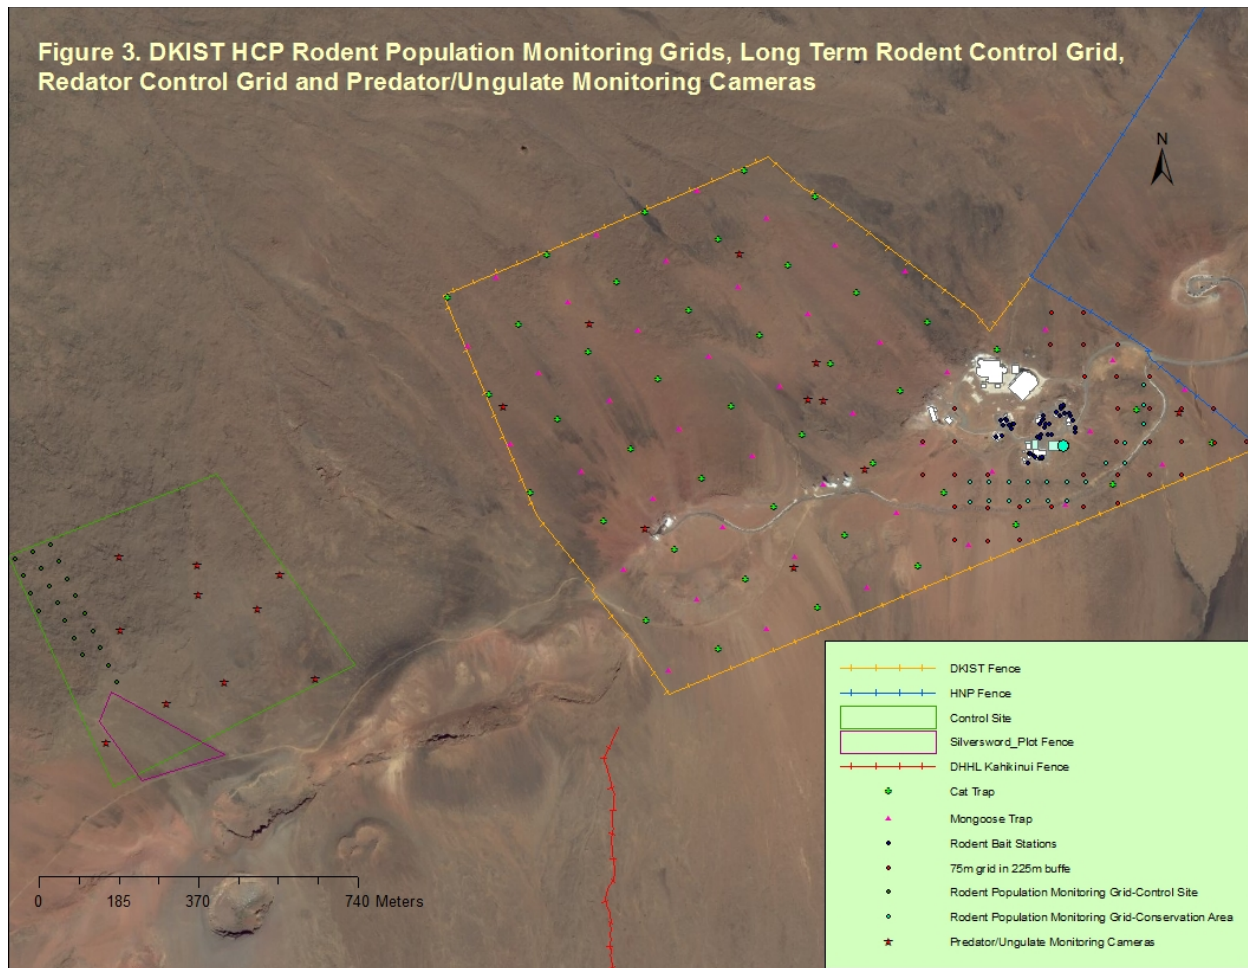 Figure 3. DKIST HCP Rodent Population Monitoring Grids, Long Term Rodent Control Grid,
Redator Control Grid and Predator/Ungulate Monitoring Cameras
N
DKIST Fence
HNP Fence
Control Site
Silversword_Plot Fence
DHHL Kahikinui Fence
Cat Trap
Mongoose Trap
Rodent Bait Stations
75m grid in 225m buffe
Rodent Population Monitoring Grid-Control Site
Rodent Population Monitoring Grid-Conservation Area
Predator/Ungulate Monitoring Cameras
0 185 370 740 Meters